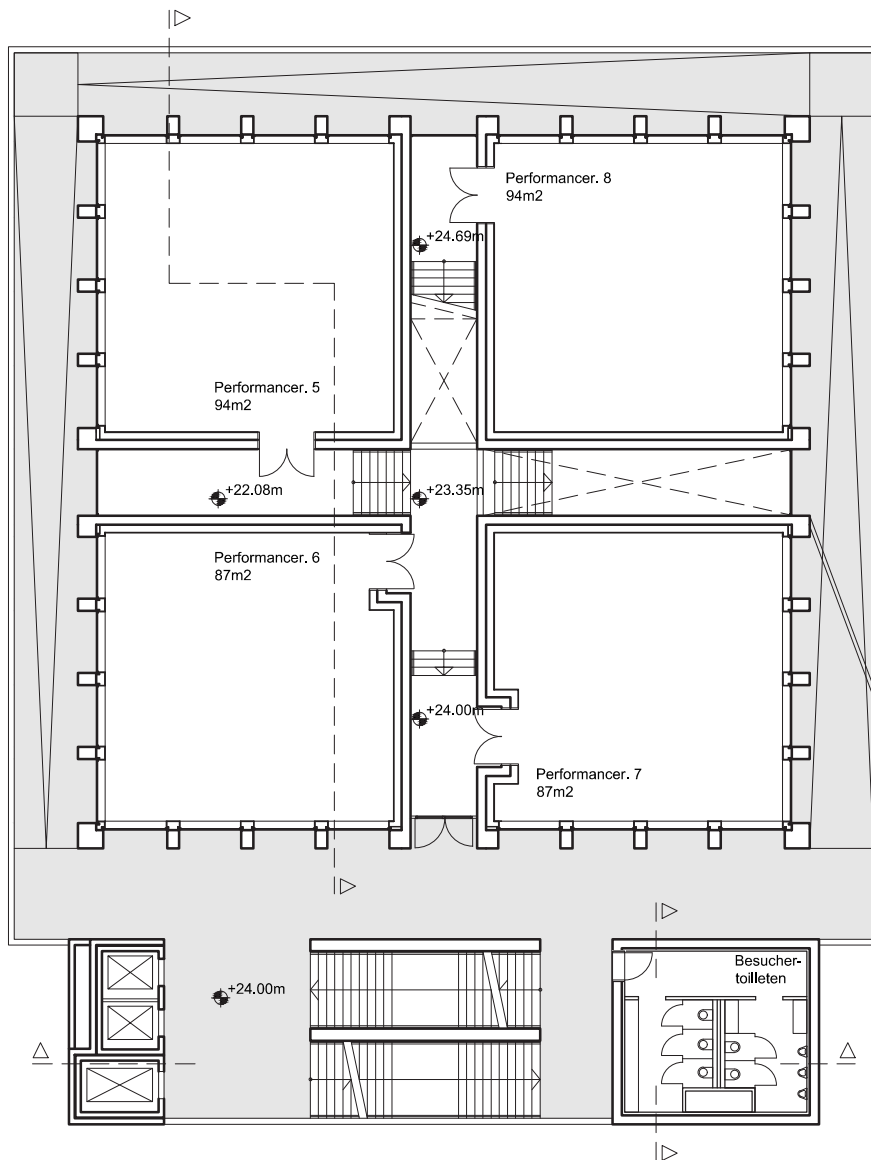 Performancer. 8
94m2
+24.69m
Performancer. 5
94m2
+22.08m
+23.35m
Performancer. 6
87m2
+24.00m
Performancer. 7
87m2
Besucher-
toilleten
+24.00m